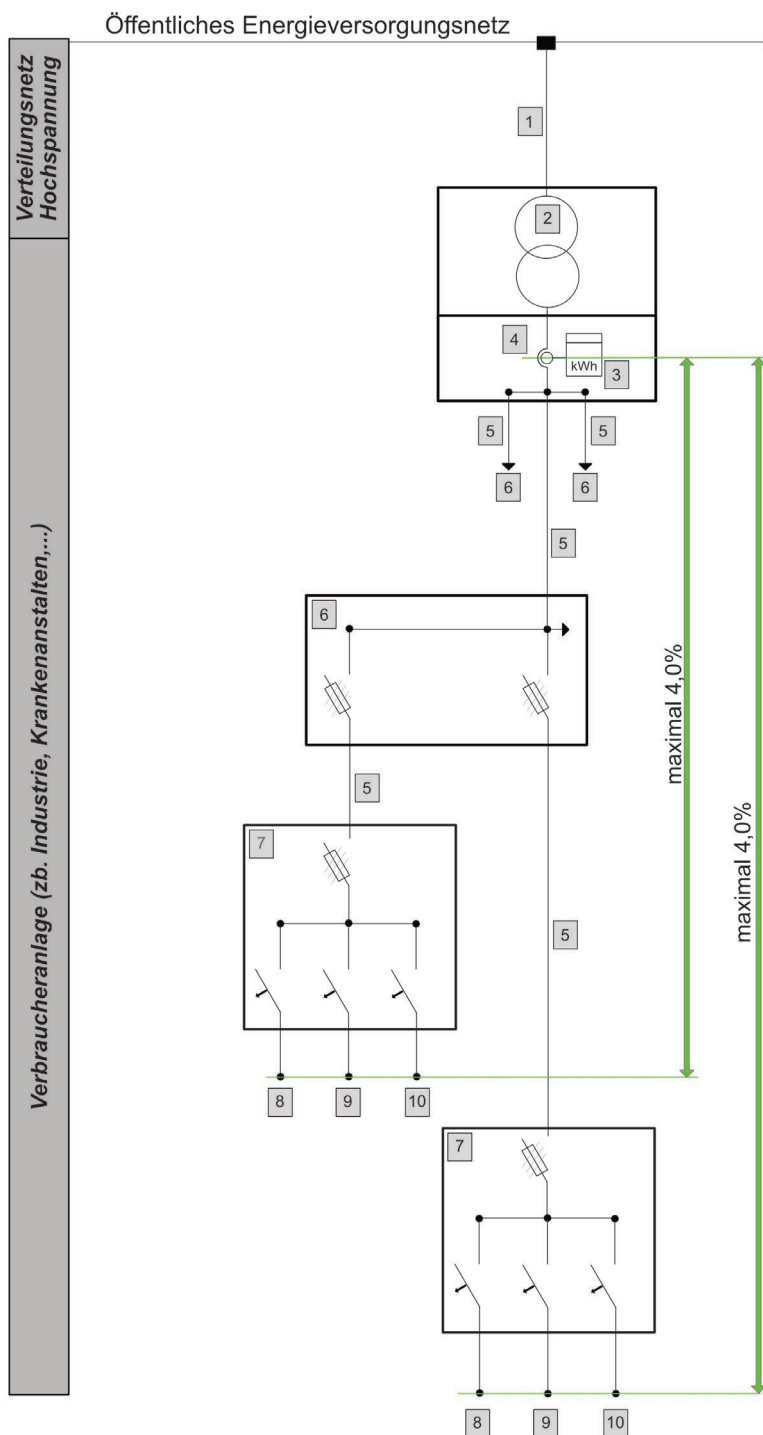 Öffentliches Energieversorgungsnetz
Verteilungsnetz
Hochspannung
1
2
4
kWh
3
5
5
6
6
5
Verbraucheranlage (zb. Industrie, Krankenanstalten,...)
6
maximal 4,0%
maximal 4,0%
5
7
5
8
9
10
7
8
9
10